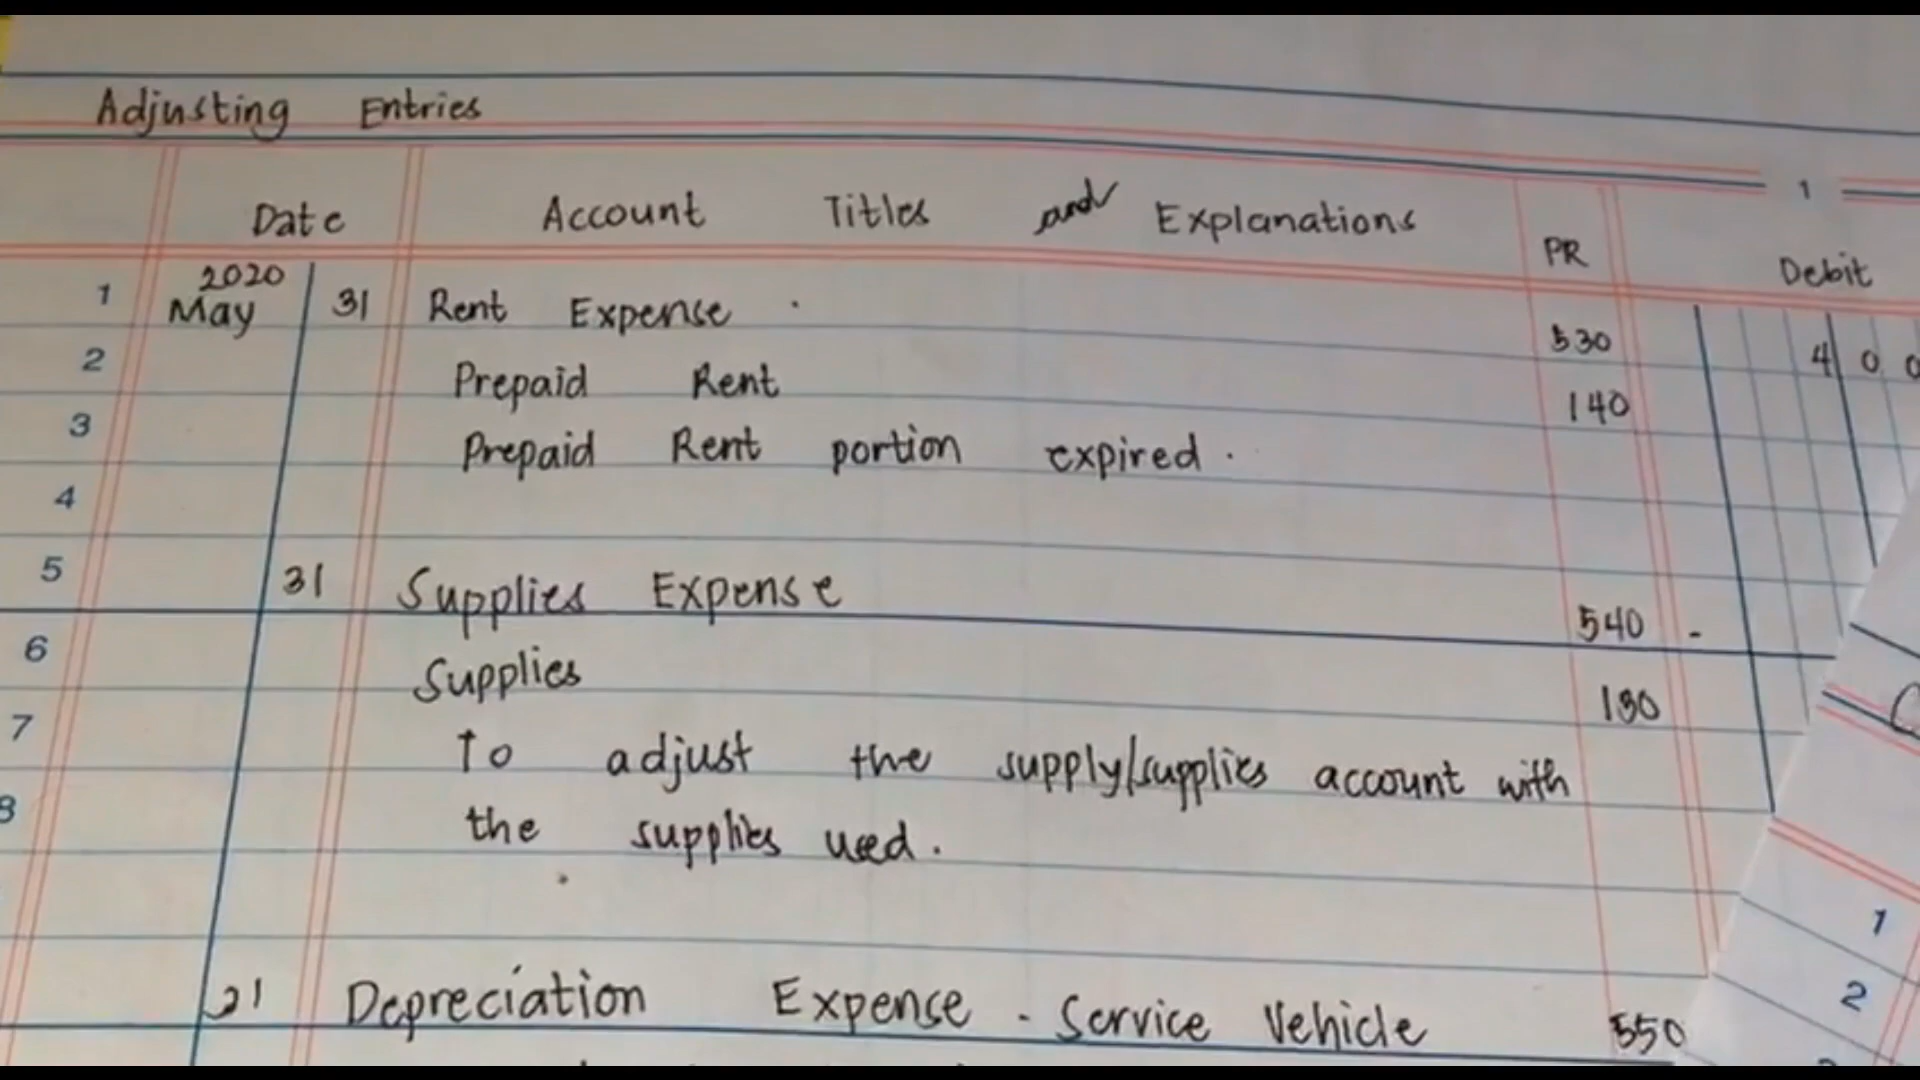 Adjusting Entries
1
Date Account Titles and Explanations PR Debit
2020
1 May 31 Rent Expense 530 400
2 Prepaid Rent 140
3 Prepaid Rent portion expired.
4
5 31 Supplies Expense 540 -
6 Supplies 130
7 To adjust the supply/supplies account with
8 the supplies used.
31 Depreciation Expense - Service Vehicle 550
1
2